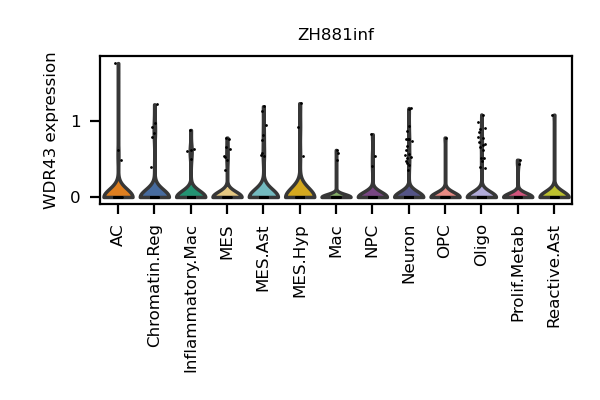 ZH881inf
WDR43 expression
1
0
AC
Chromatin.Reg
Inflammatory.Mac
MES
MES.Ast
MES.Hyp
Mac
NPC
Neuron
OPC
Oligo
Prolif.Metab
Reactive.Ast